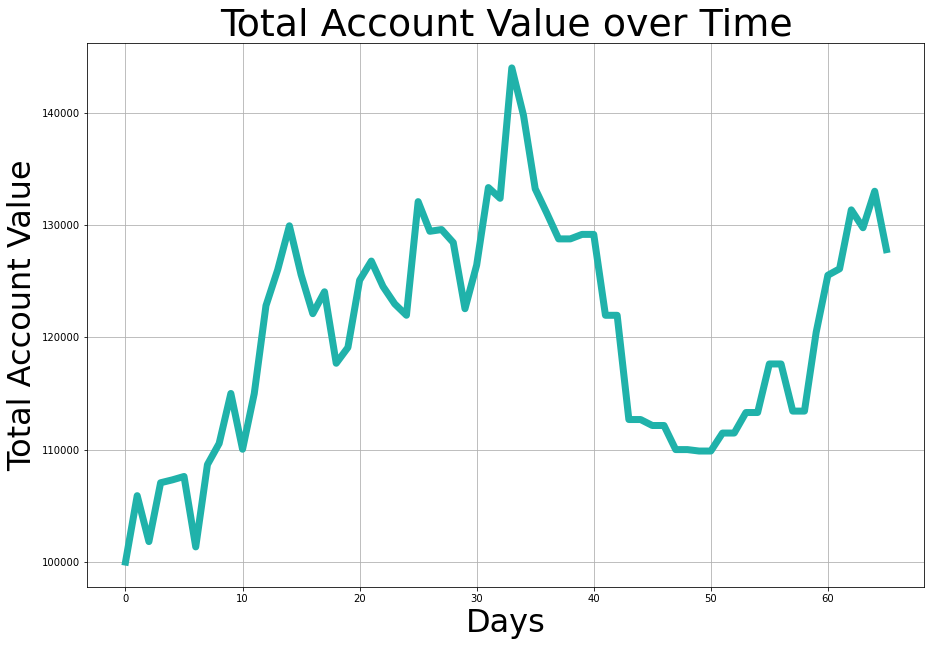 Total Account Value over Time
Total Account Value
140000
130000
120000
110000
100000
0 10 20 30 40 50 60
Days